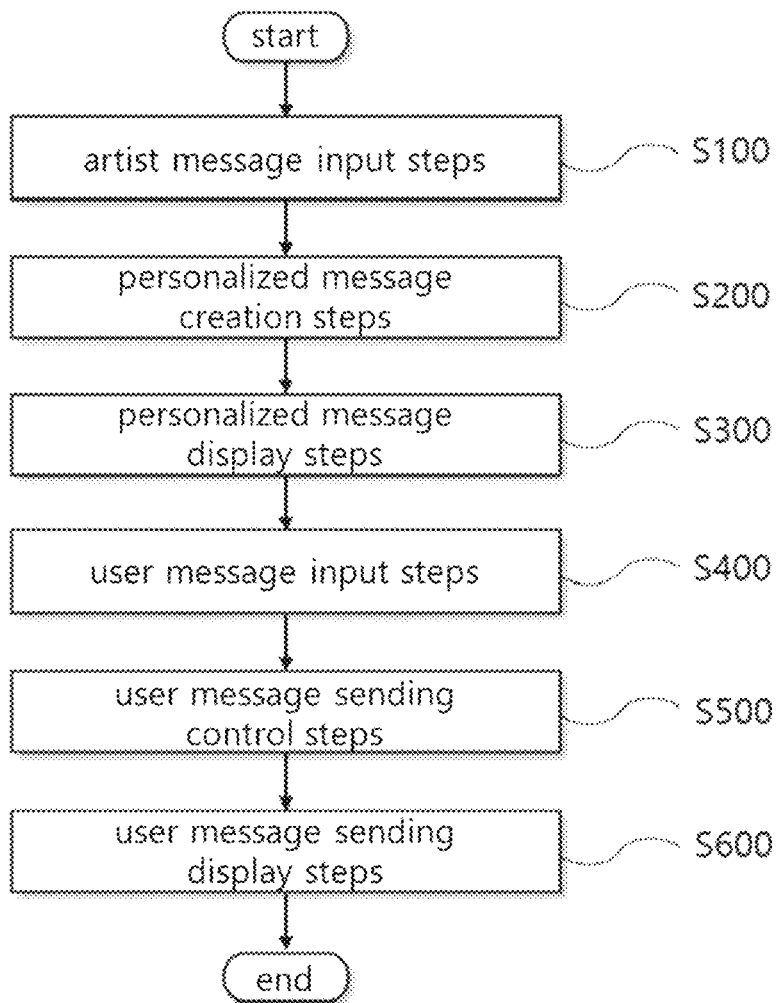 start
artist message input steps
S100
personalized message
creation steps
S200
personalized message
display steps
S300
user message input steps
S400
user message sending
control steps
S500
user message sending
display steps
S600
end